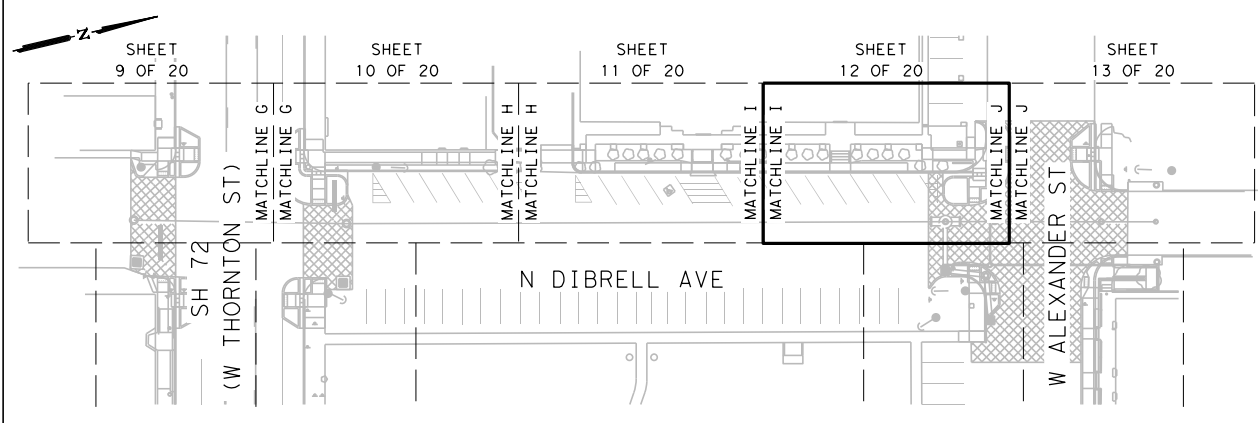 N
SHEET
9 OF 20
SHEET
10 OF 20
SHEET
11 OF 20
SHEET
12 OF 20
SHEET
13 OF 20
MATCHLINE G
MATCHLINE G
MATCHLINE H
MATCHLINE H
MATCHLINE I
MATCHLINE I
MATCHLINE J
MATCHLINE J
SH 72
(W THORNTON ST)
N DIBRELL AVE
W ALEXANDER ST